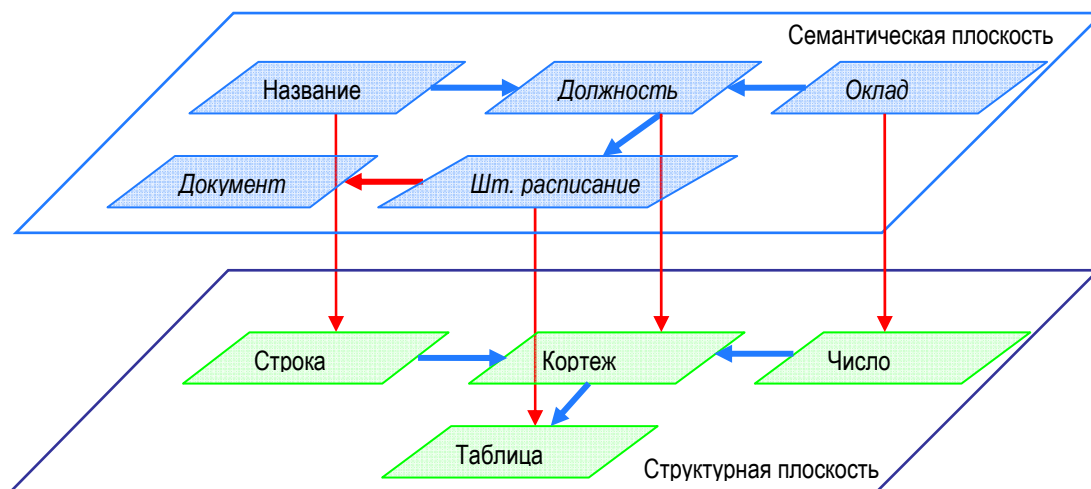 Семантическая плоскость
Название
Должность
Оклад
Документ
Шт. расписание
Строка
Кортеж
Число
Таблица
Структурная плоскость